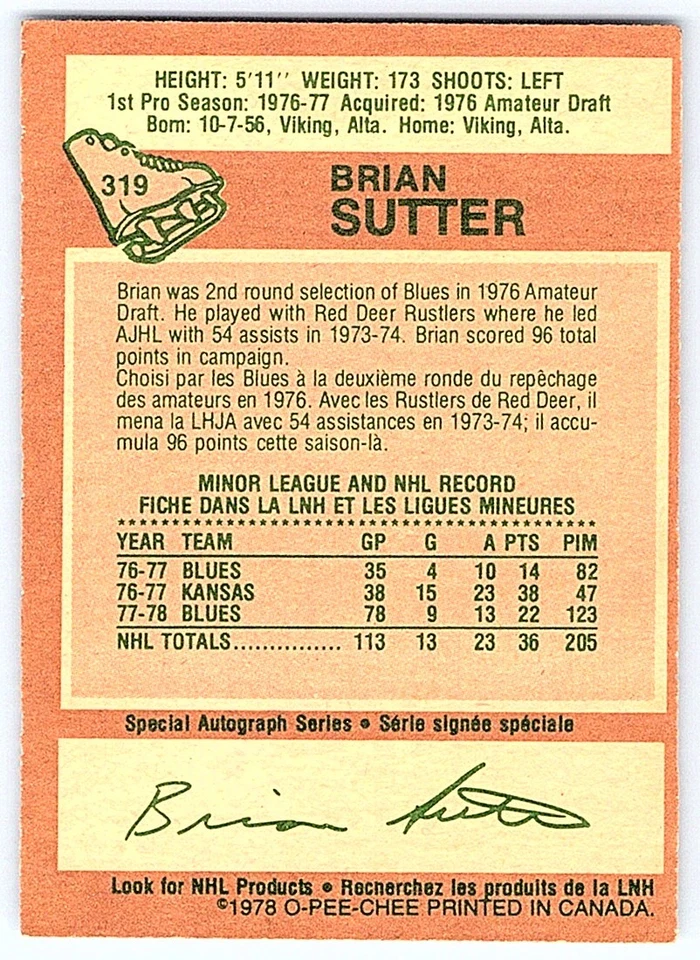 HEIGHT: 5'11'' WEIGHT: 173 SHOOTS: LEFT
1st Pro Season: 1976-77 Acquired: 1976 Amateur Draft
Born: 10-7-56, Viking, Alta. Home: Viking, Alta.
319
BRIAN
SUTTER
Brian was 2nd round selection of Blues in 1976 Amateur
Draft. He played with Red Deer Rustlers where he led
AJHL with 54 assists in 1973-74. Brian scored 96 total
points in campaign.
Choisi par les Blues à la deuxième ronde du repêchage
des amateurs en 1976. Avec les Rustlers de Red Deer, il
mena la LHJA avec 54 assistances en 1973-74; il accu-
mula 96 points cette saison-là.
MINOR LEAGUE AND NHL RECORD
FICHE DANS LA LNH ET LES LIGUES MINEURES
YEAR TEAM GP G A PTS PIM
76-77 BLUES 35 4 10 14 82
76-77 KANSAS 38 15 23 38 47
77-78 BLUES 78 9 13 22 123
NHL TOTALS............... 113 13 23 36 205
Special Autograph Series • Série signée spéciale
Brian Sutter
Look for NHL Products • Recherchez les produits de la LNH
©1978 O-PEE-CHEE PRINTED IN CANADA.